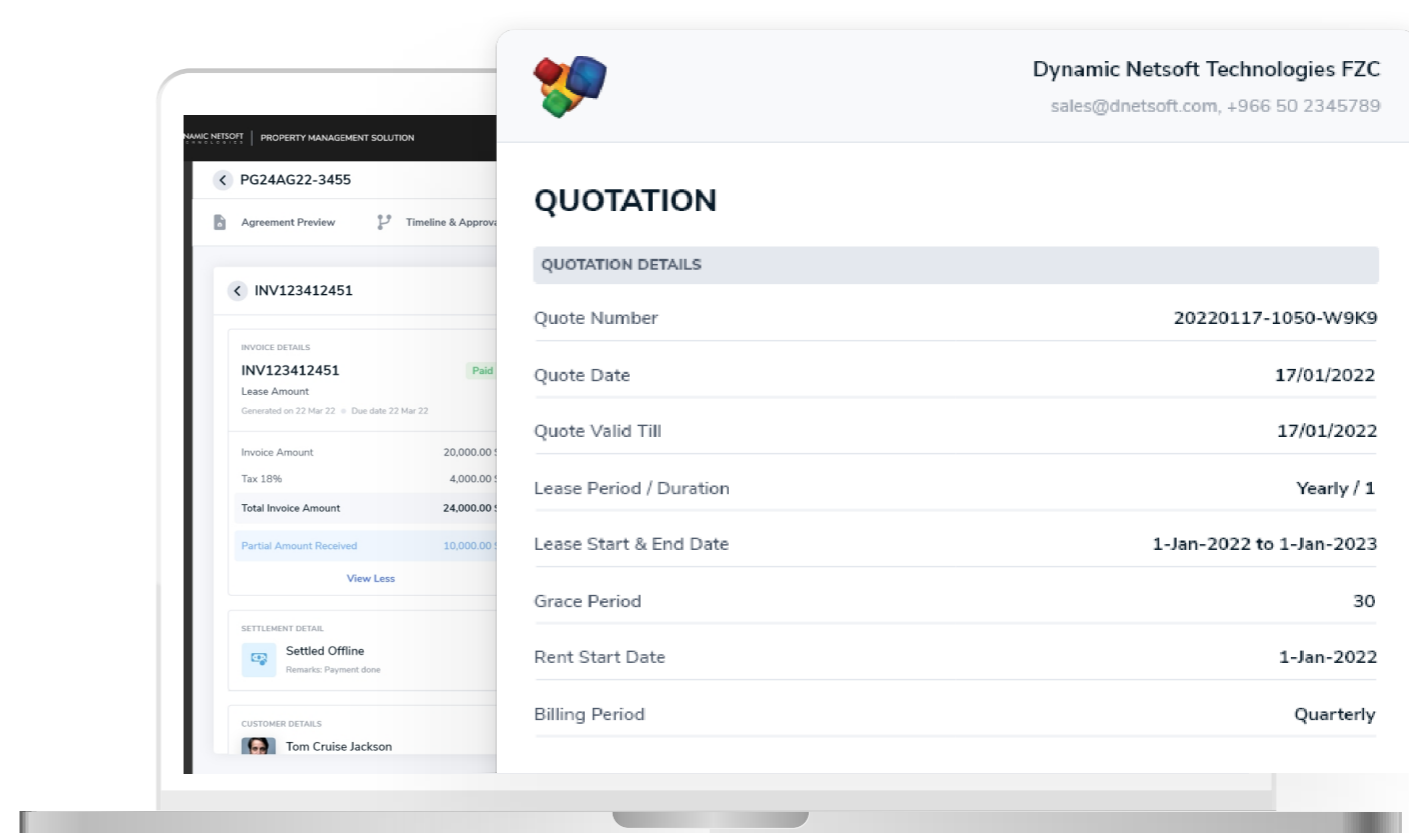 NAMIC NETSOFT
PROPERTY MANAGEMENT SOLUTION
PG24AG22-3455
Agreement Preview
Timeline & Approva
INV123412451
INVOICE DETAILS
INV123412451
Paid
Lease Amount
Generated on 22 Mar 22
Due date 22 Mar 22
Invoice Amount 20,000.00
Tax 18% 4,000.00
Total Invoice Amount 24,000.00
Partial Amount Received 10,000.00
View Less
SETTLEMENT DETAIL
Settled Offline
Remarks: Payment done
CUSTOMER DETAILS
Tom Cruise Jackson
Dynamic Netsoft Technologies FZC
sales@dnetsoft.com, +966 50 2345789
QUOTATION
QUOTATION DETAILS
Quote Number 20220117-1050-W9K9
Quote Date 17/01/2022
Quote Valid Till 17/01/2022
Lease Period / Duration Yearly / 1
Lease Start & End Date 1-Jan-2022 to 1-Jan-2023
Grace Period 30
Rent Start Date 1-Jan-2022
Billing Period Quarterly